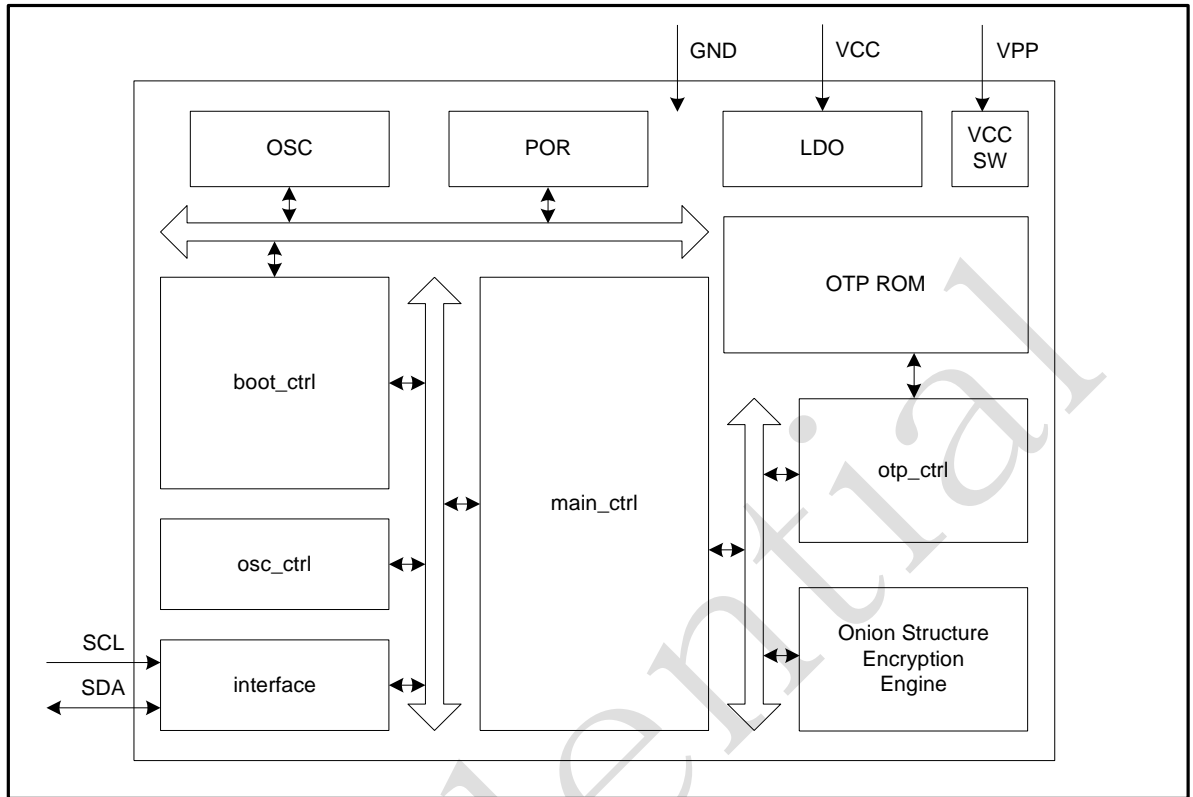 GND
VCC
VPP
OSC
POR
LDO
VCC
SW
OTP ROM
boot_ctrl
main_ctrl
otp_ctrl
osc_ctrl
Onion Structure
Encryption
Engine
SCL
SDA
interface
dential